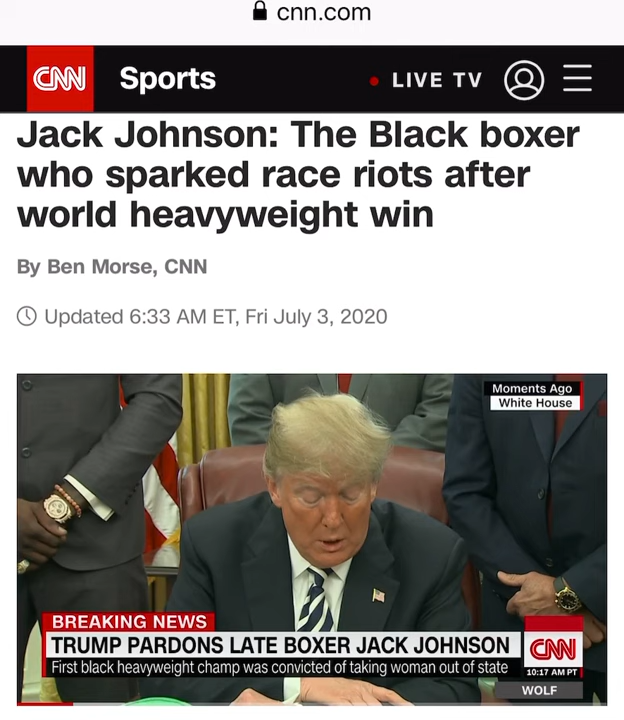 cnn.com
CNN Sports LIVE TV
Jack Johnson: The Black boxer
who sparked race riots after
world heavyweight win
By Ben Morse, CNN
Updated 6:33 AM ET, Fri July 3, 2020
Moments Ago
White House
BREAKING NEWS
TRUMP PARDONS LATE BOXER JACK JOHNSON
First black heavyweight champ was convicted of taking woman out of state
CNN
10:17 AM PT
WOLF